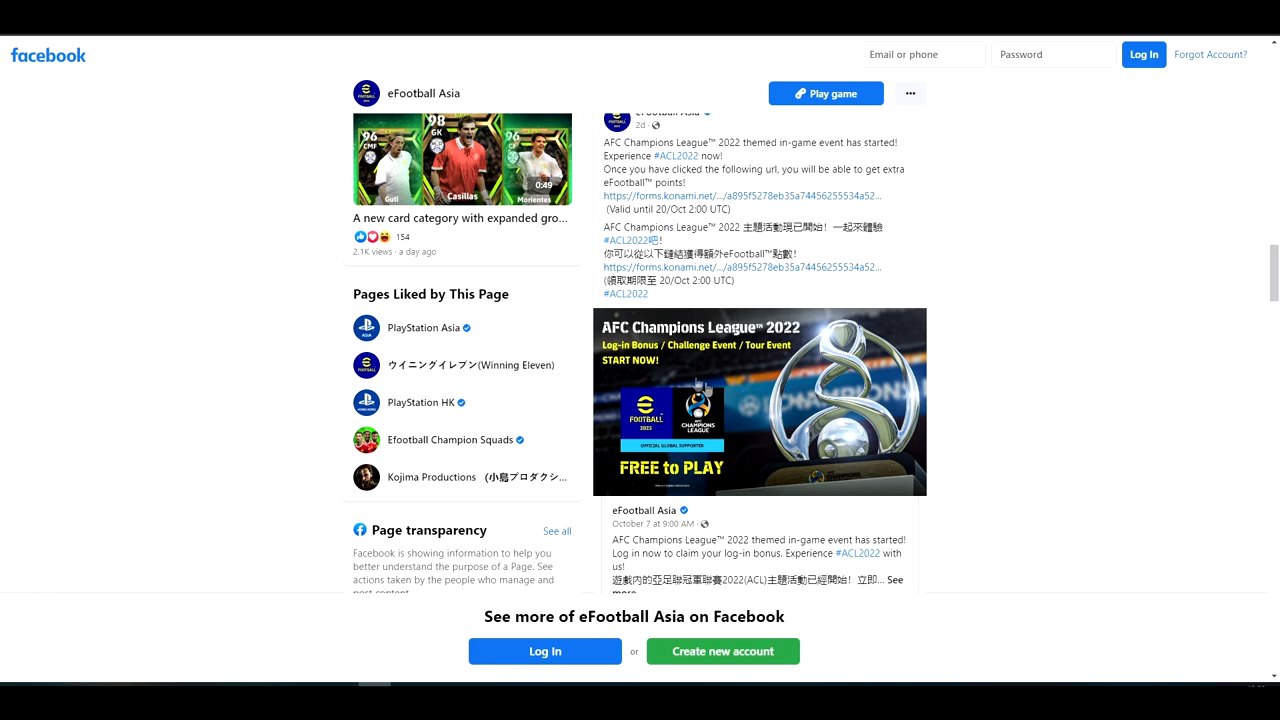 facebook
Email or phone
Password
Log In
Forgot Account?
eFootball Asia
Play game
96
CMF
Guti
98
GK
Casillas
96
CF
0:49
Morientes
A new card category with expanded gro...
154
2.1K views · a day ago
Pages Liked by This Page
PlayStation Asia
ウイニングイレブン(Winning Eleven)
PlayStation HK
Efootball Champion Squads
Kojima Productions （小島プロダクシ...
Page transparency
See all
Facebook is showing information to help you
better understand the purpose of a Page. See
actions taken by the people who manage and
post content.
eFootball Asia
2d ·
AFC Champions League™ 2022 themed in-game event has started!
Experience #ACL2022 now!
Once you have clicked the following url, you will be able to get extra
eFootball™ points!
https://forms.konami.net/.../a895f5278eb35a74456255534a52...
(Valid until 20/Oct 2:00 UTC)
AFC Champions League™ 2022 主題活動現已開始！一起來體驗
#ACL2022吧!
你可以從以下鏈結獲得額外eFootball™點數!
https://forms.konami.net/.../a895f5278eb35a74456255534a52...
(領取期限至 20/Oct 2:00 UTC)
#ACL2022
AFC Champions League™ 2022
Log-in Bonus / Challenge Event / Tour Event
START NOW!
FOOTBALL
2023
AFC
CHAMPIONS
LEAGUE
OFFICIAL GLOBAL SUPPORTER
FREE to PLAY
eFootball Asia
October 7 at 9:00 AM ·
AFC Champions League™ 2022 themed in-game event has started!
Log in now to claim your log-in bonus. Experience #ACL2022 with
us!
遊戲内的亞足聯冠軍聯賽2022(ACL)主題活動已經開始！立即... See
more
See more of eFootball Asia on Facebook
Log In
or
Create new account